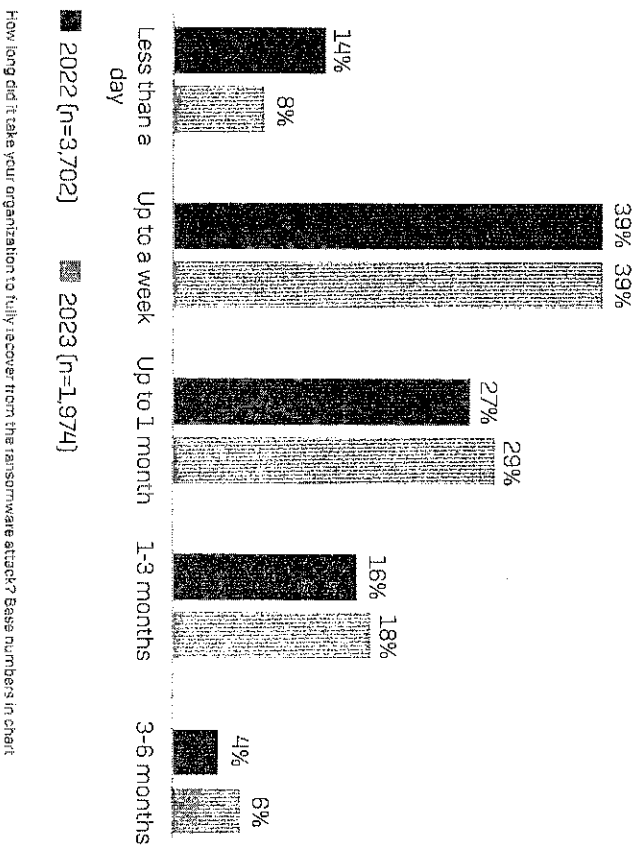 14%
8%
39%
39%
27%
29%
16%
18%
4%
6%
Less than a
day
Up to a week
Up to 1 month
1-3 months
3-6 months
2022 (n=3,702)
2023 (n=1,974)
How long did it take your organization to fully recover from the ransomware attack? Base numbers in chart